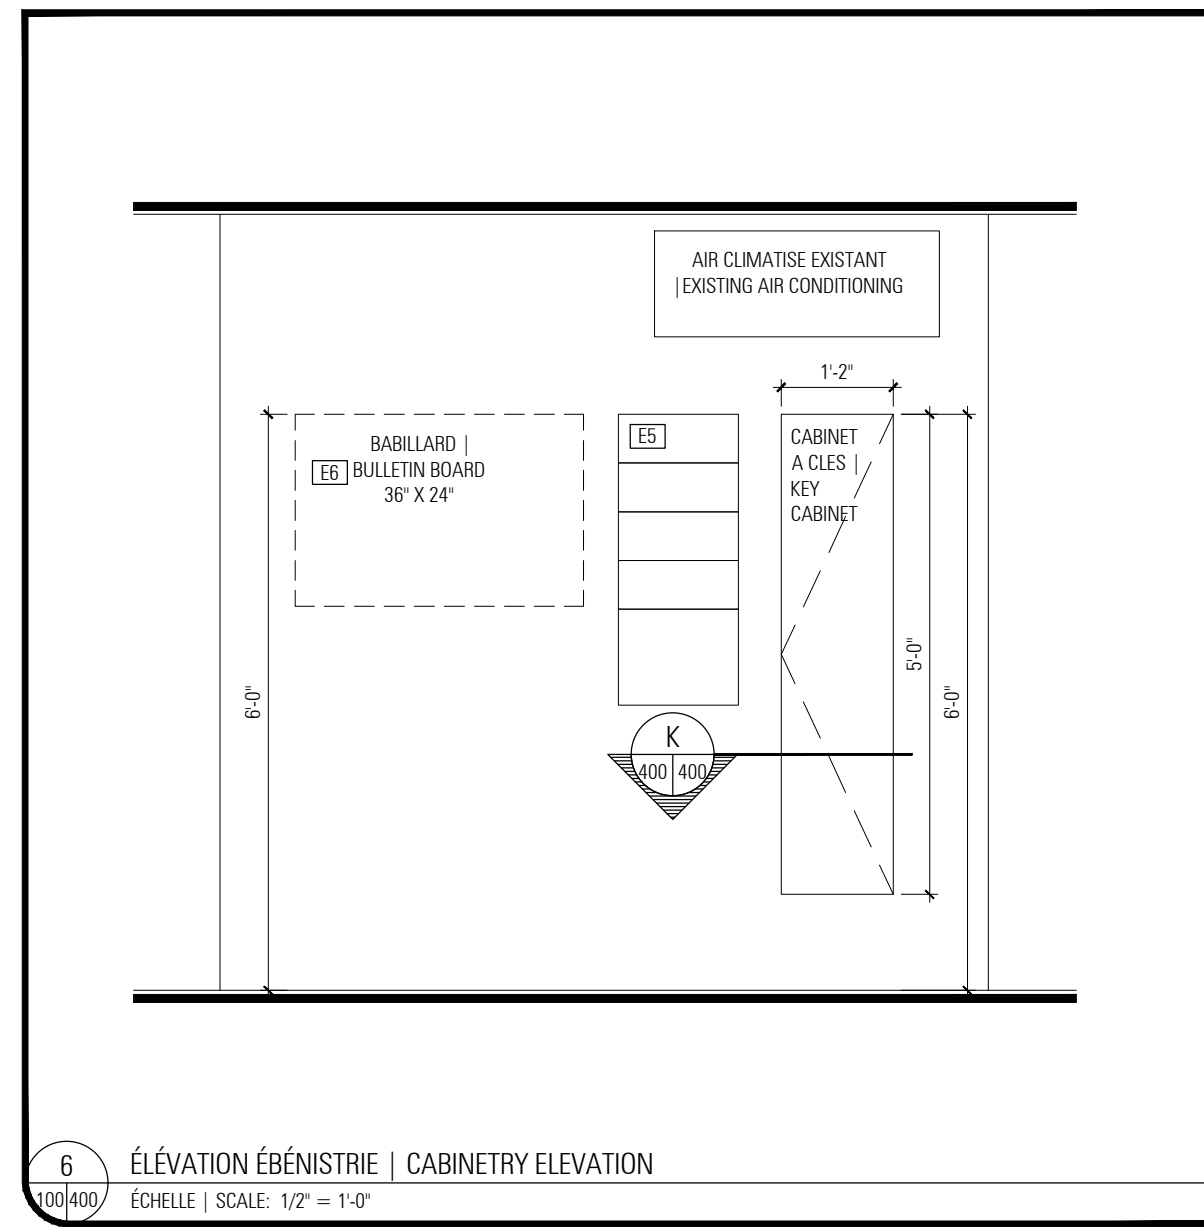 AIR CLIMATISE EXISTANT
| EXISTING AIR CONDITIONING
1'-2"
BABILLARD |
E6 BULLETIN BOARD
36" X 24"
E5
CABINET
A CLES |
KEY
CABINET
6'-0"
5'-0"
6'-0"
K
400 400
6
100 400
ÉLÉVATION ÉBÉNISTRIE | CABINETRY ELEVATION
ÉCHELLE | SCALE: 1/2" = 1'-0"